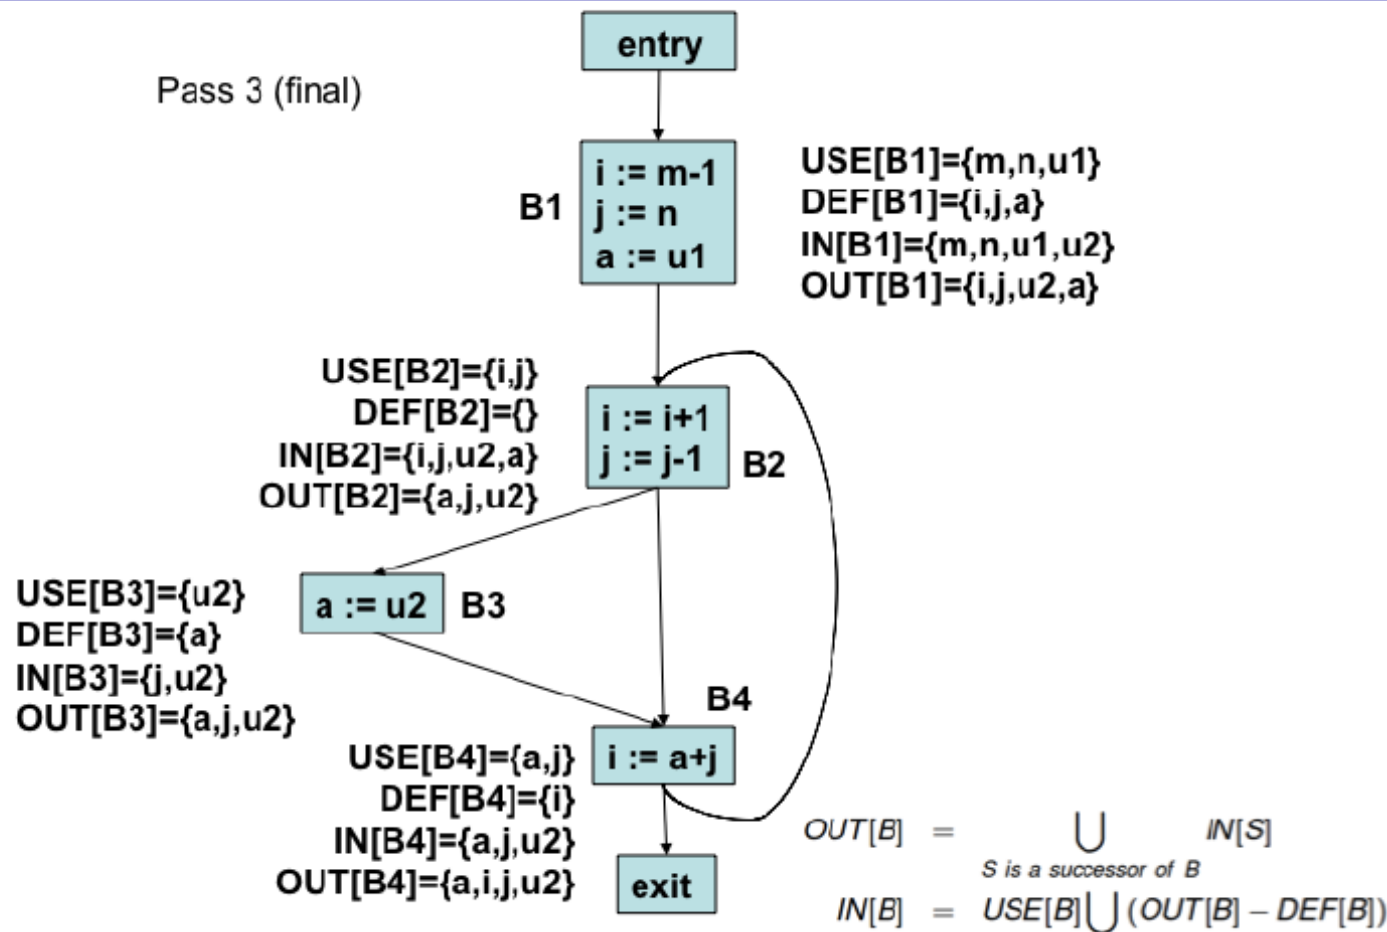 entry
Pass 3 (final)
B1
i := m-1
j := n
a := u1
USE[B1]={m,n,u1}
DEF[B1]={i,j,a}
IN[B1]={m,n,u1,u2}
OUT[B1]={i,j,u2,a}
USE[B2]={i,j}
DEF[B2]={}
IN[B2]={i,j,u2,a}
OUT[B2]={a,j,u2}
i := i+1
j := j-1
B2
USE[B3]={u2}
DEF[B3]={a}
IN[B3]={j,u2}
OUT[B3]={a,j,u2}
a := u2
B3
B4
USE[B4]={a,j}
DEF[B4]={i}
IN[B4]={a,j,u2}
OUT[B4]={a,i,j,u2}
i := a+j
exit
OUT[B] = ⋃ IN[S]
S is a successor of B
IN[B] = USE[B]⋃(OUT[B] − DEF[B])